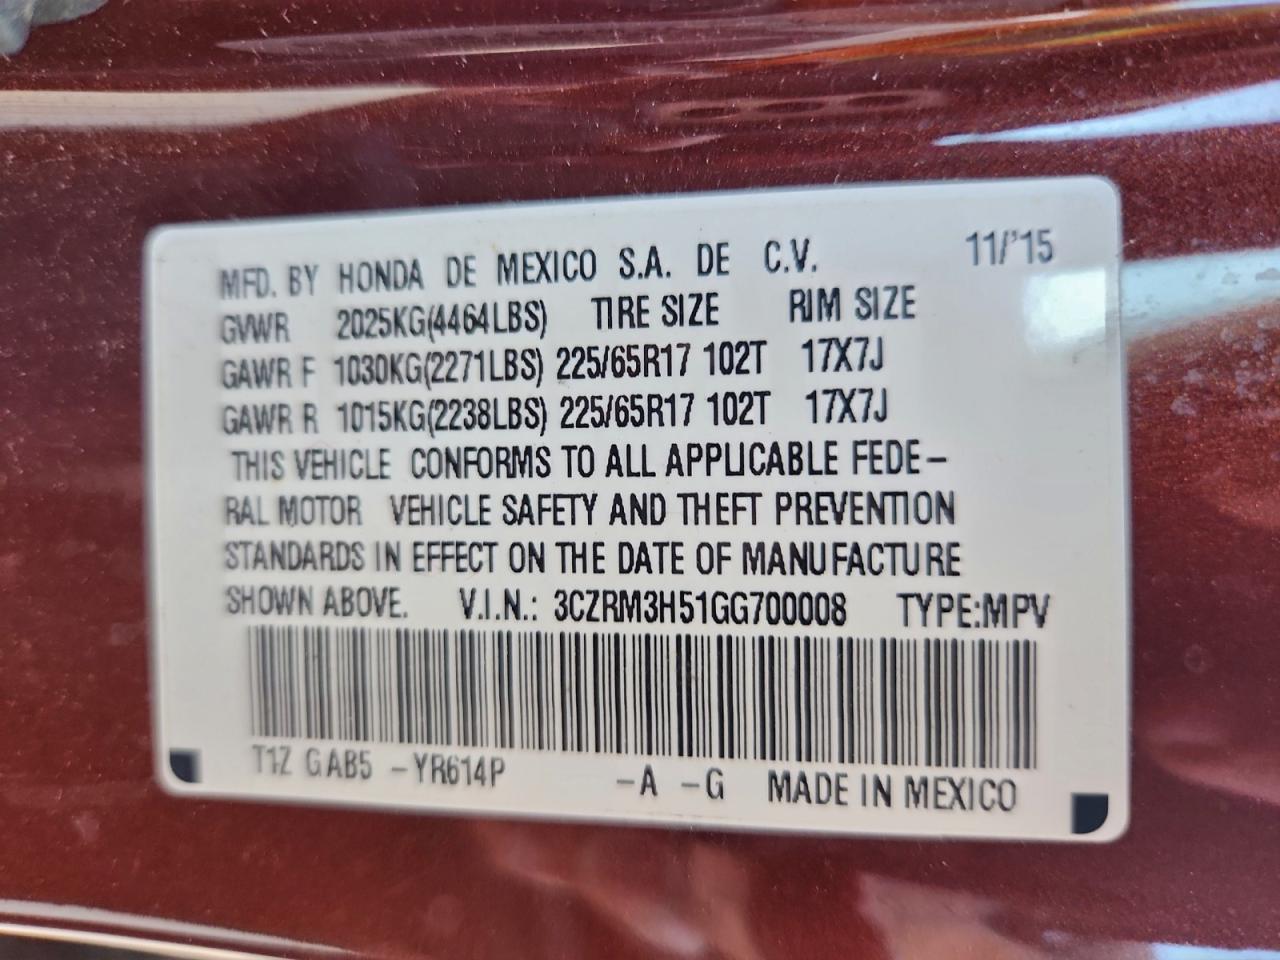 MFD. BY HONDA DE MEXICO S.A. DE C.V. 11/'15
GVWR 2025KG(4464LBS) TIRE SIZE RIM SIZE
GAWR F 1030KG(2271LBS) 225/65R17 102T 17X7J
GAWR R 1015KG(2238LBS) 225/65R17 102T 17X7J
THIS VEHICLE CONFORMS TO ALL APPLICABLE FEDE-
RAL MOTOR VEHICLE SAFETY AND THEFT PREVENTION
STANDARDS IN EFFECT ON THE DATE OF MANUFACTURE
SHOWN ABOVE. V.I.N.: 3CZRM3H51GG700008 TYPE:MPV
T1Z GAB5 -YR614P -A -G MADE IN MEXICO